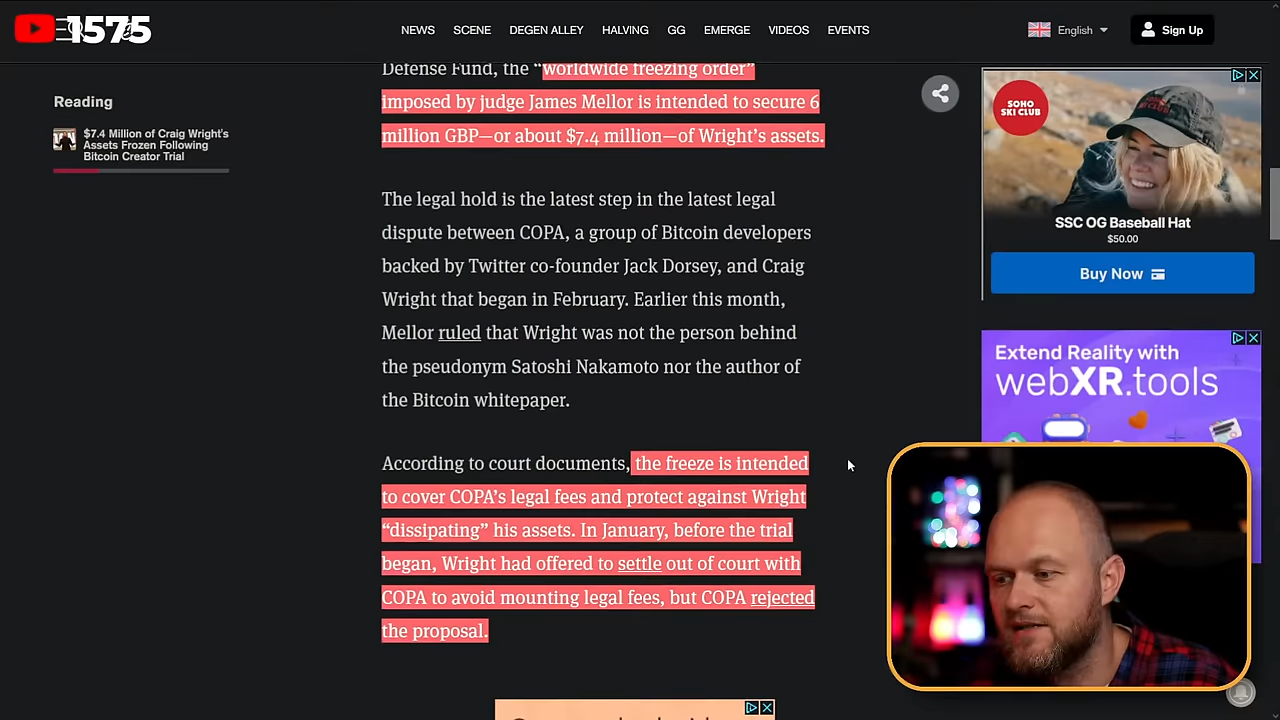 1575
NEWS SCENE DEGEN ALLEY HALVING GG EMERGE VIDEOS EVENTS
English
Sign Up
Reading
$7.4 Million of Craig Wright's
Assets Frozen Following
Bitcoin Creator Trial
Defense Fund, the “worldwide freezing order”
imposed by judge James Mellor is intended to secure 6
million GBP—or about $7.4 million—of Wright’s assets.
The legal hold is the latest step in the latest legal
dispute between COPA, a group of Bitcoin developers
backed by Twitter co-founder Jack Dorsey, and Craig
Wright that began in February. Earlier this month,
Mellor ruled that Wright was not the person behind
the pseudonym Satoshi Nakamoto nor the author of
the Bitcoin whitepaper.
According to court documents, the freeze is intended
to cover COPA’s legal fees and protect against Wright
“dissipating” his assets. In January, before the trial
began, Wright had offered to settle out of court with
COPA to avoid mounting legal fees, but COPA rejected
the proposal.
SOHO
SKI CLUB
SSC OG Baseball Hat
$50.00
Buy Now
Extend Reality with
webXR.tools